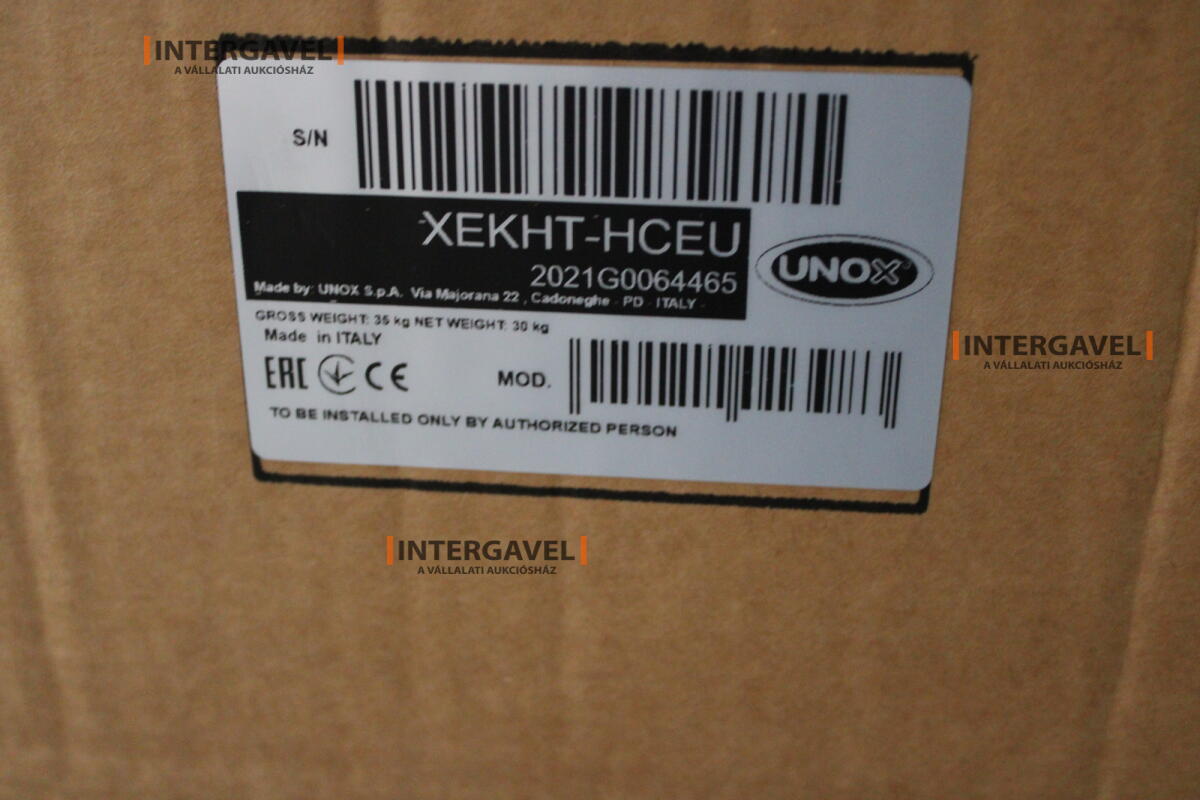 INTERGAVEL
A VÁLLALATI AUKCIÓSHÁZ
S/N
XEKHT-HCEU
2021G0064465
Made by: UNOX S.p.A. Via Majorana 22 , Cadoneghe - PD - ITALY -
UNOX
GROSS WEIGHT: 35 kg NET WEIGHT: 30 kg
Made in ITALY
EAC CE
MOD.
TO BE INSTALLED ONLY BY AUTHORIZED PERSON
INTERGAVEL
A VÁLLALATI AUKCIÓSHÁZ
INTERGAVEL
A VÁLLALATI AUKCIÓSHÁZ